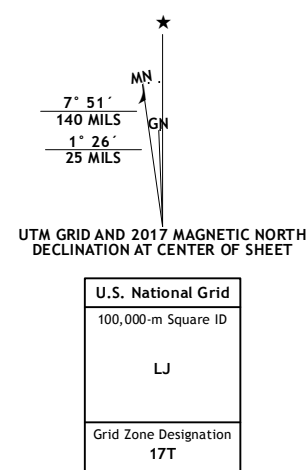 ★
MN
7° 51´
140 MILS
GN
1° 26´
25 MILS
UTM GRID AND 2017 MAGNETIC NORTH
DECLINATION AT CENTER OF SHEET
U.S. National Grid
100,000-m Square ID
LJ
Grid Zone Designation
17T